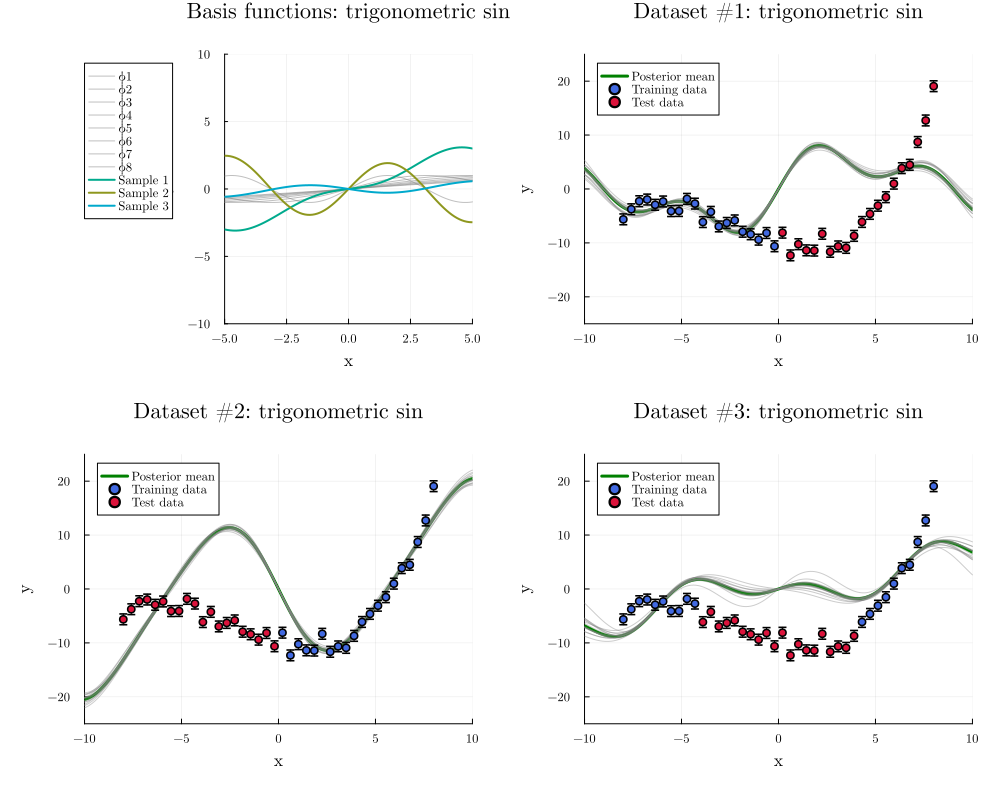 Basis functions: trigonometric sin
ϕ1
ϕ2
ϕ3
ϕ4
ϕ5
ϕ6
ϕ7
ϕ8
Sample 1
Sample 2
Sample 3
10
5
0
−5
−10
−5.0 −2.5 0.0 2.5 5.0
x
Dataset #1: trigonometric sin
Posterior mean
Training data
Test data
20
10
0
−10
−20
y
−10 −5 0 5 10
x
Dataset #2: trigonometric sin
Posterior mean
Training data
Test data
20
10
0
−10
−20
y
−10 −5 0 5 10
x
Dataset #3: trigonometric sin
Posterior mean
Training data
Test data
20
10
0
−10
−20
y
−10 −5 0 5 10
x